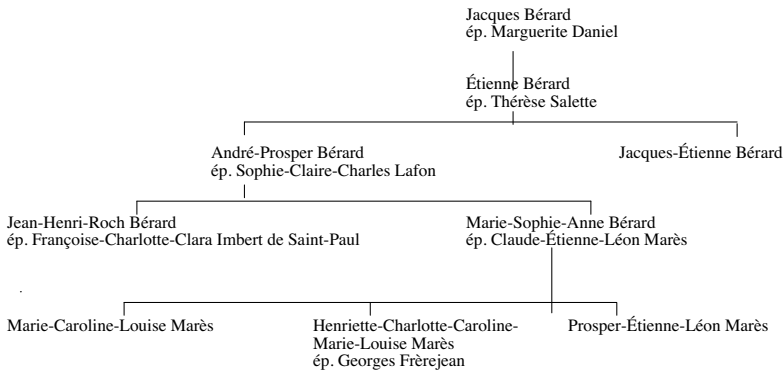 Jacques Bérard
ép. Marguerite Daniel
Étienne Bérard
ép. Thérèse Salette
André-Prosper Bérard
ép. Sophie-Claire-Charles Lafon
Jacques-Étienne Bérard
Jean-Henri-Roch Bérard
ép. Françoise-Charlotte-Clara Imbert de Saint-Paul
Marie-Sophie-Anne Bérard
ép. Claude-Étienne-Léon Marès
Marie-Caroline-Louise Marès
Henriette-Charlotte-Caroline-
Marie-Louise Marès
ép. Georges Frèrejean
Prosper-Étienne-Léon Marès